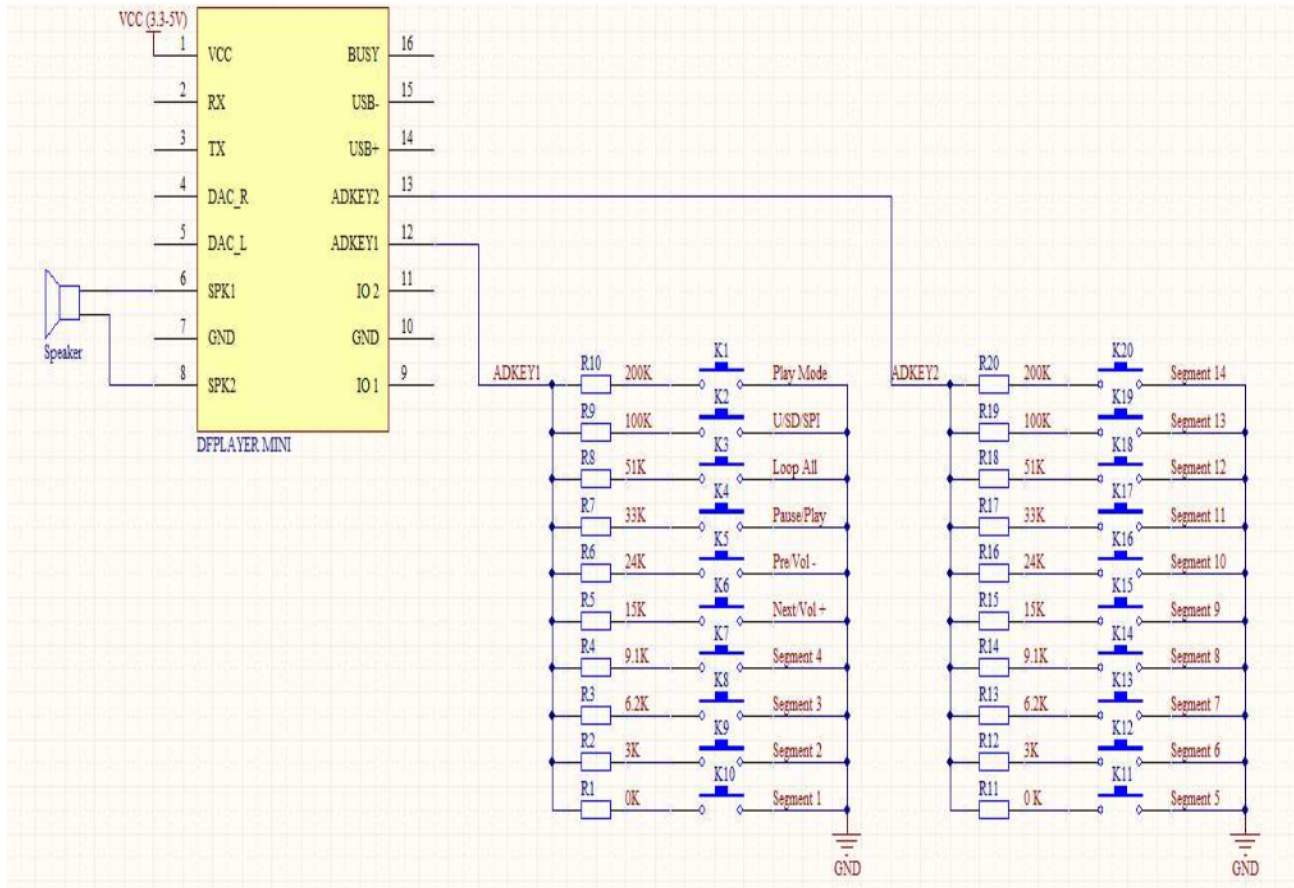 VCC (3.3-5V)
1 VCC BUSY 16
2 RX USB- 15
3 TX USB+ 14
4 DAC_R ADKEY2 13
5 DAC_L ADKEY1 12
6 SPK1 IO 2 11
7 GND GND 10
8 SPK2 IO 1 9
Speaker
DFPLAYER MINI
ADKEY1
R10 200K K1 Play Mode
R9 100K K2 U/SD/SPI
R8 51K K3 Loop All
R7 33K K4 Pause/Play
R6 24K K5 Pre/Vol -
R5 15K K6 Next/Vol +
R4 9.1K K7 Segment 4
R3 6.2K K8 Segment 3
R2 3K K9 Segment 2
R1 0K K10 Segment 1
GND
ADKEY2
R20 200K K20 Segment 14
R19 100K K19 Segment 13
R18 51K K18 Segment 12
R17 33K K17 Segment 11
R16 24K K16 Segment 10
R15 15K K15 Segment 9
R14 9.1K K14 Segment 8
R13 6.2K K13 Segment 7
R12 3K K12 Segment 6
R11 0 K K11 Segment 5
GND